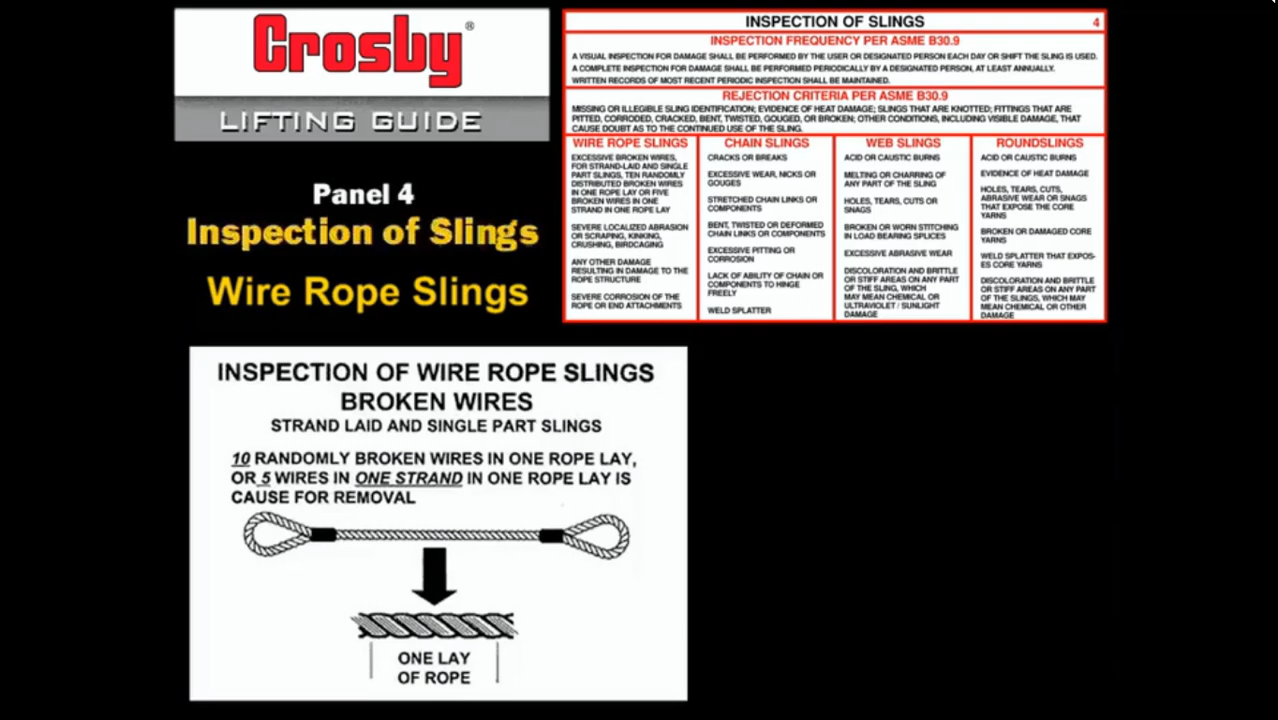 Crosby®
LIFTING GUIDE
Panel 4
Inspection of Slings
Wire Rope Slings
INSPECTION OF SLINGS
4
INSPECTION FREQUENCY PER ASME B30.9
A VISUAL INSPECTION FOR DAMAGE SHALL BE PERFORMED BY THE USER OR DESIGNATED PERSON EACH DAY OR SHIFT THE SLING IS USED.
A COMPLETE INSPECTION FOR DAMAGE SHALL BE PERFORMED PERIODICALLY BY A DESIGNATED PERSON, AT LEAST ANNUALLY.
WRITTEN RECORDS OF MOST RECENT PERIODIC INSPECTION SHALL BE MAINTAINED.
REJECTION CRITERIA PER ASME B30.9
MISSING OR ILLEGIBLE SLING IDENTIFICATION; EVIDENCE OF HEAT DAMAGE; SLINGS THAT ARE KNOTTED; FITTINGS THAT ARE
PITTED, CORRODED, CRACKED, BENT, TWISTED, GOUGED, OR BROKEN; OTHER CONDITIONS, INCLUDING VISIBLE DAMAGE, THAT
CAUSE DOUBT AS TO THE CONTINUED USE OF THE SLING.
WIRE ROPE SLINGS
EXCESSIVE BROKEN WIRES,
FOR STRAND-LAID AND SINGLE
PART SLINGS, TEN RANDOMLY
DISTRIBUTED BROKEN WIRES
IN ONE ROPE LAY OR FIVE
BROKEN WIRES IN ONE
STRAND IN ONE ROPE LAY
SEVERE LOCALIZED ABRASION
OR SCRAPING, KINKING,
CRUSHING, BIRDCAGING
ANY OTHER DAMAGE
RESULTING IN DAMAGE TO THE
ROPE STRUCTURE
SEVERE CORROSION OF THE
ROPE OR END ATTACHMENTS
CHAIN SLINGS
CRACKS OR BREAKS
EXCESSIVE WEAR, NICKS OR
GOUGES
STRETCHED CHAIN LINKS OR
COMPONENTS
BENT, TWISTED OR DEFORMED
CHAIN LINKS OR COMPONENTS
EXCESSIVE PITTING OR
CORROSION
LACK OF ABILITY OF CHAIN OR
COMPONENTS TO HINGE
FREELY
WELD SPLATTER
WEB SLINGS
ACID OR CAUSTIC BURNS
MELTING OR CHARRING OF
ANY PART OF THE SLING
HOLES, TEARS, CUTS OR
SNAGS
BROKEN OR WORN STITCHING
IN LOAD BEARING SPLICES
EXCESSIVE ABRASIVE WEAR
DISCOLORATION AND BRITTLE
OR STIFF AREAS ON ANY PART
OF THE SLING, WHICH
MAY MEAN CHEMICAL OR
ULTRAVIOLET / SUNLIGHT
DAMAGE
ROUNDSLINGS
ACID OR CAUSTIC BURNS
EVIDENCE OF HEAT DAMAGE
HOLES, TEARS, CUTS,
ABRASIVE WEAR OR SNAGS
THAT EXPOSE THE CORE
YARNS
BROKEN OR DAMAGED CORE
YARNS
WELD SPLATTER THAT EXPOS-
ES CORE YARNS
DISCOLORATION AND BRITTLE
OR STIFF AREAS ON ANY PART
OF THE SLINGS, WHICH MAY
MEAN CHEMICAL OR OTHER
DAMAGE
INSPECTION OF WIRE ROPE SLINGS
BROKEN WIRES
STRAND LAID AND SINGLE PART SLINGS
10 RANDOMLY BROKEN WIRES IN ONE ROPE LAY,
OR 5 WIRES IN ONE STRAND IN ONE ROPE LAY IS
CAUSE FOR REMOVAL
ONE LAY
OF ROPE